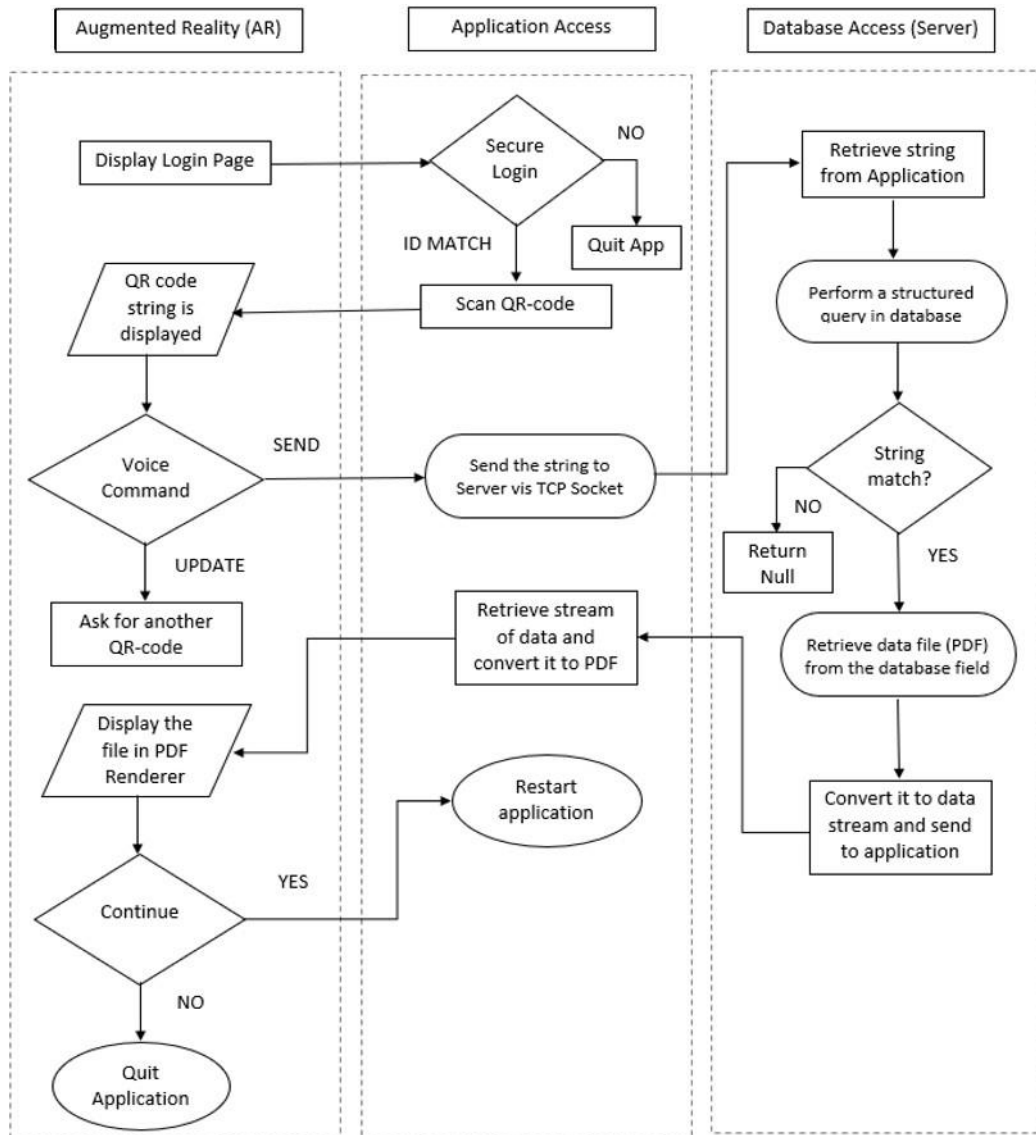 Augmented Reality (AR)
Application Access
Database Access (Server)
Display Login Page
Secure
Login
NO
Quit App
ID MATCH
Scan QR-code
QR code
string is
displayed
Voice
Command
SEND
UPDATE
Ask for another
QR-code
Send the string to
Server vis TCP Socket
Retrieve string
from Application
Perform a structured
query in database
String
match?
NO
Return
Null
YES
Retrieve data file (PDF)
from the database field
Convert it to data
stream and send
to application
Retrieve stream
of data and
convert it to PDF
Display the
file in PDF
Renderer
Continue
YES
Restart
application
NO
Quit
Application